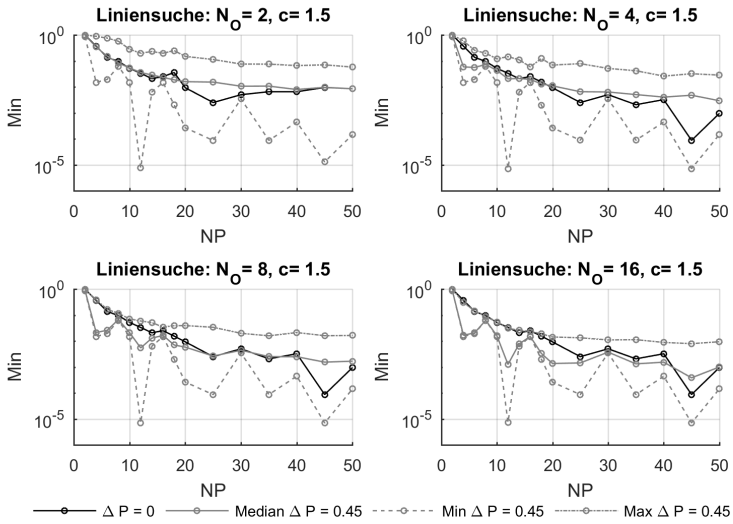 Liniensuche: N_O= 2, c= 1.5
10^0
10^-5
Min
0 10 20 30 40 50
NP
Liniensuche: N_O= 4, c= 1.5
10^0
10^-5
Min
0 10 20 30 40 50
NP
Liniensuche: N_O= 8, c= 1.5
10^0
10^-5
Min
0 10 20 30 40 50
NP
Liniensuche: N_O= 16, c= 1.5
10^0
10^-5
Min
0 10 20 30 40 50
NP
Δ P = 0 Median Δ P = 0.45 Min Δ P = 0.45 Max Δ P = 0.45